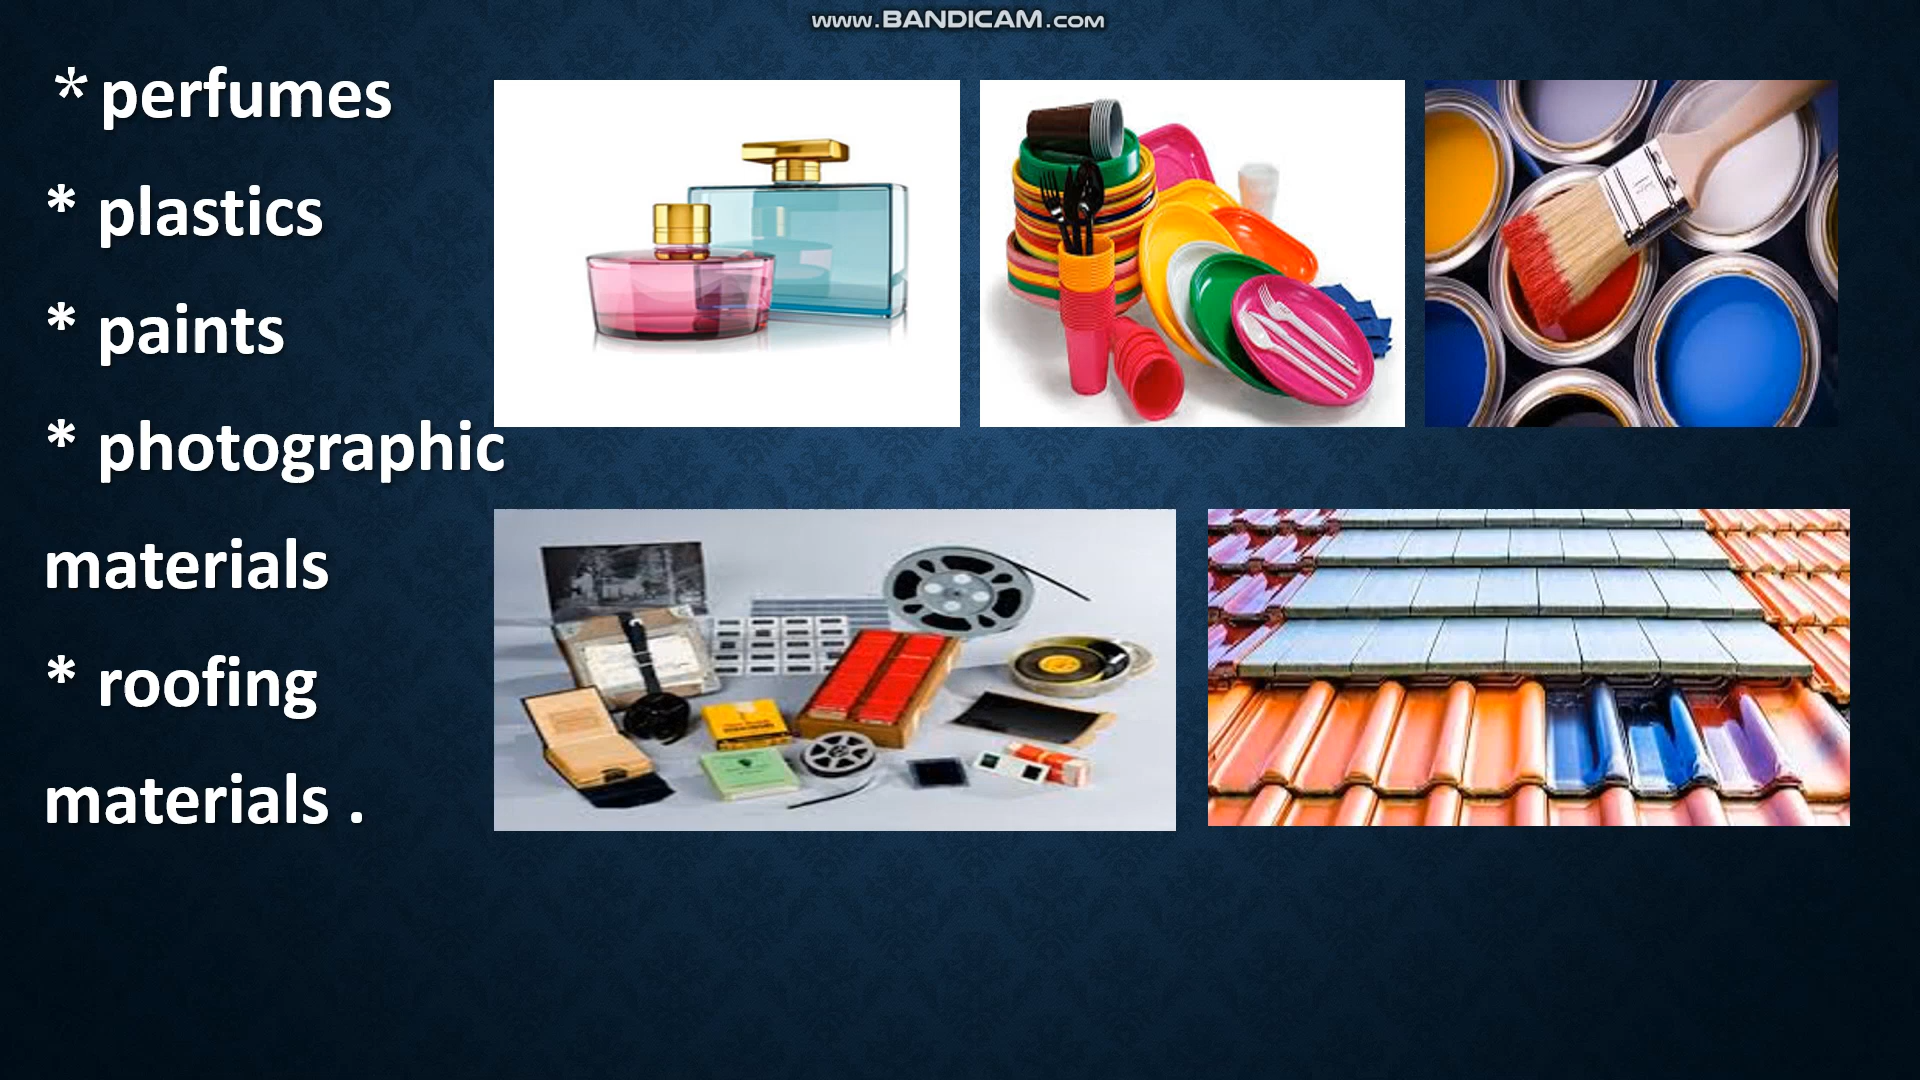 www.BANDICAM.com
* perfumes
* plastics
* paints
* photographic
materials
* roofing
materials .